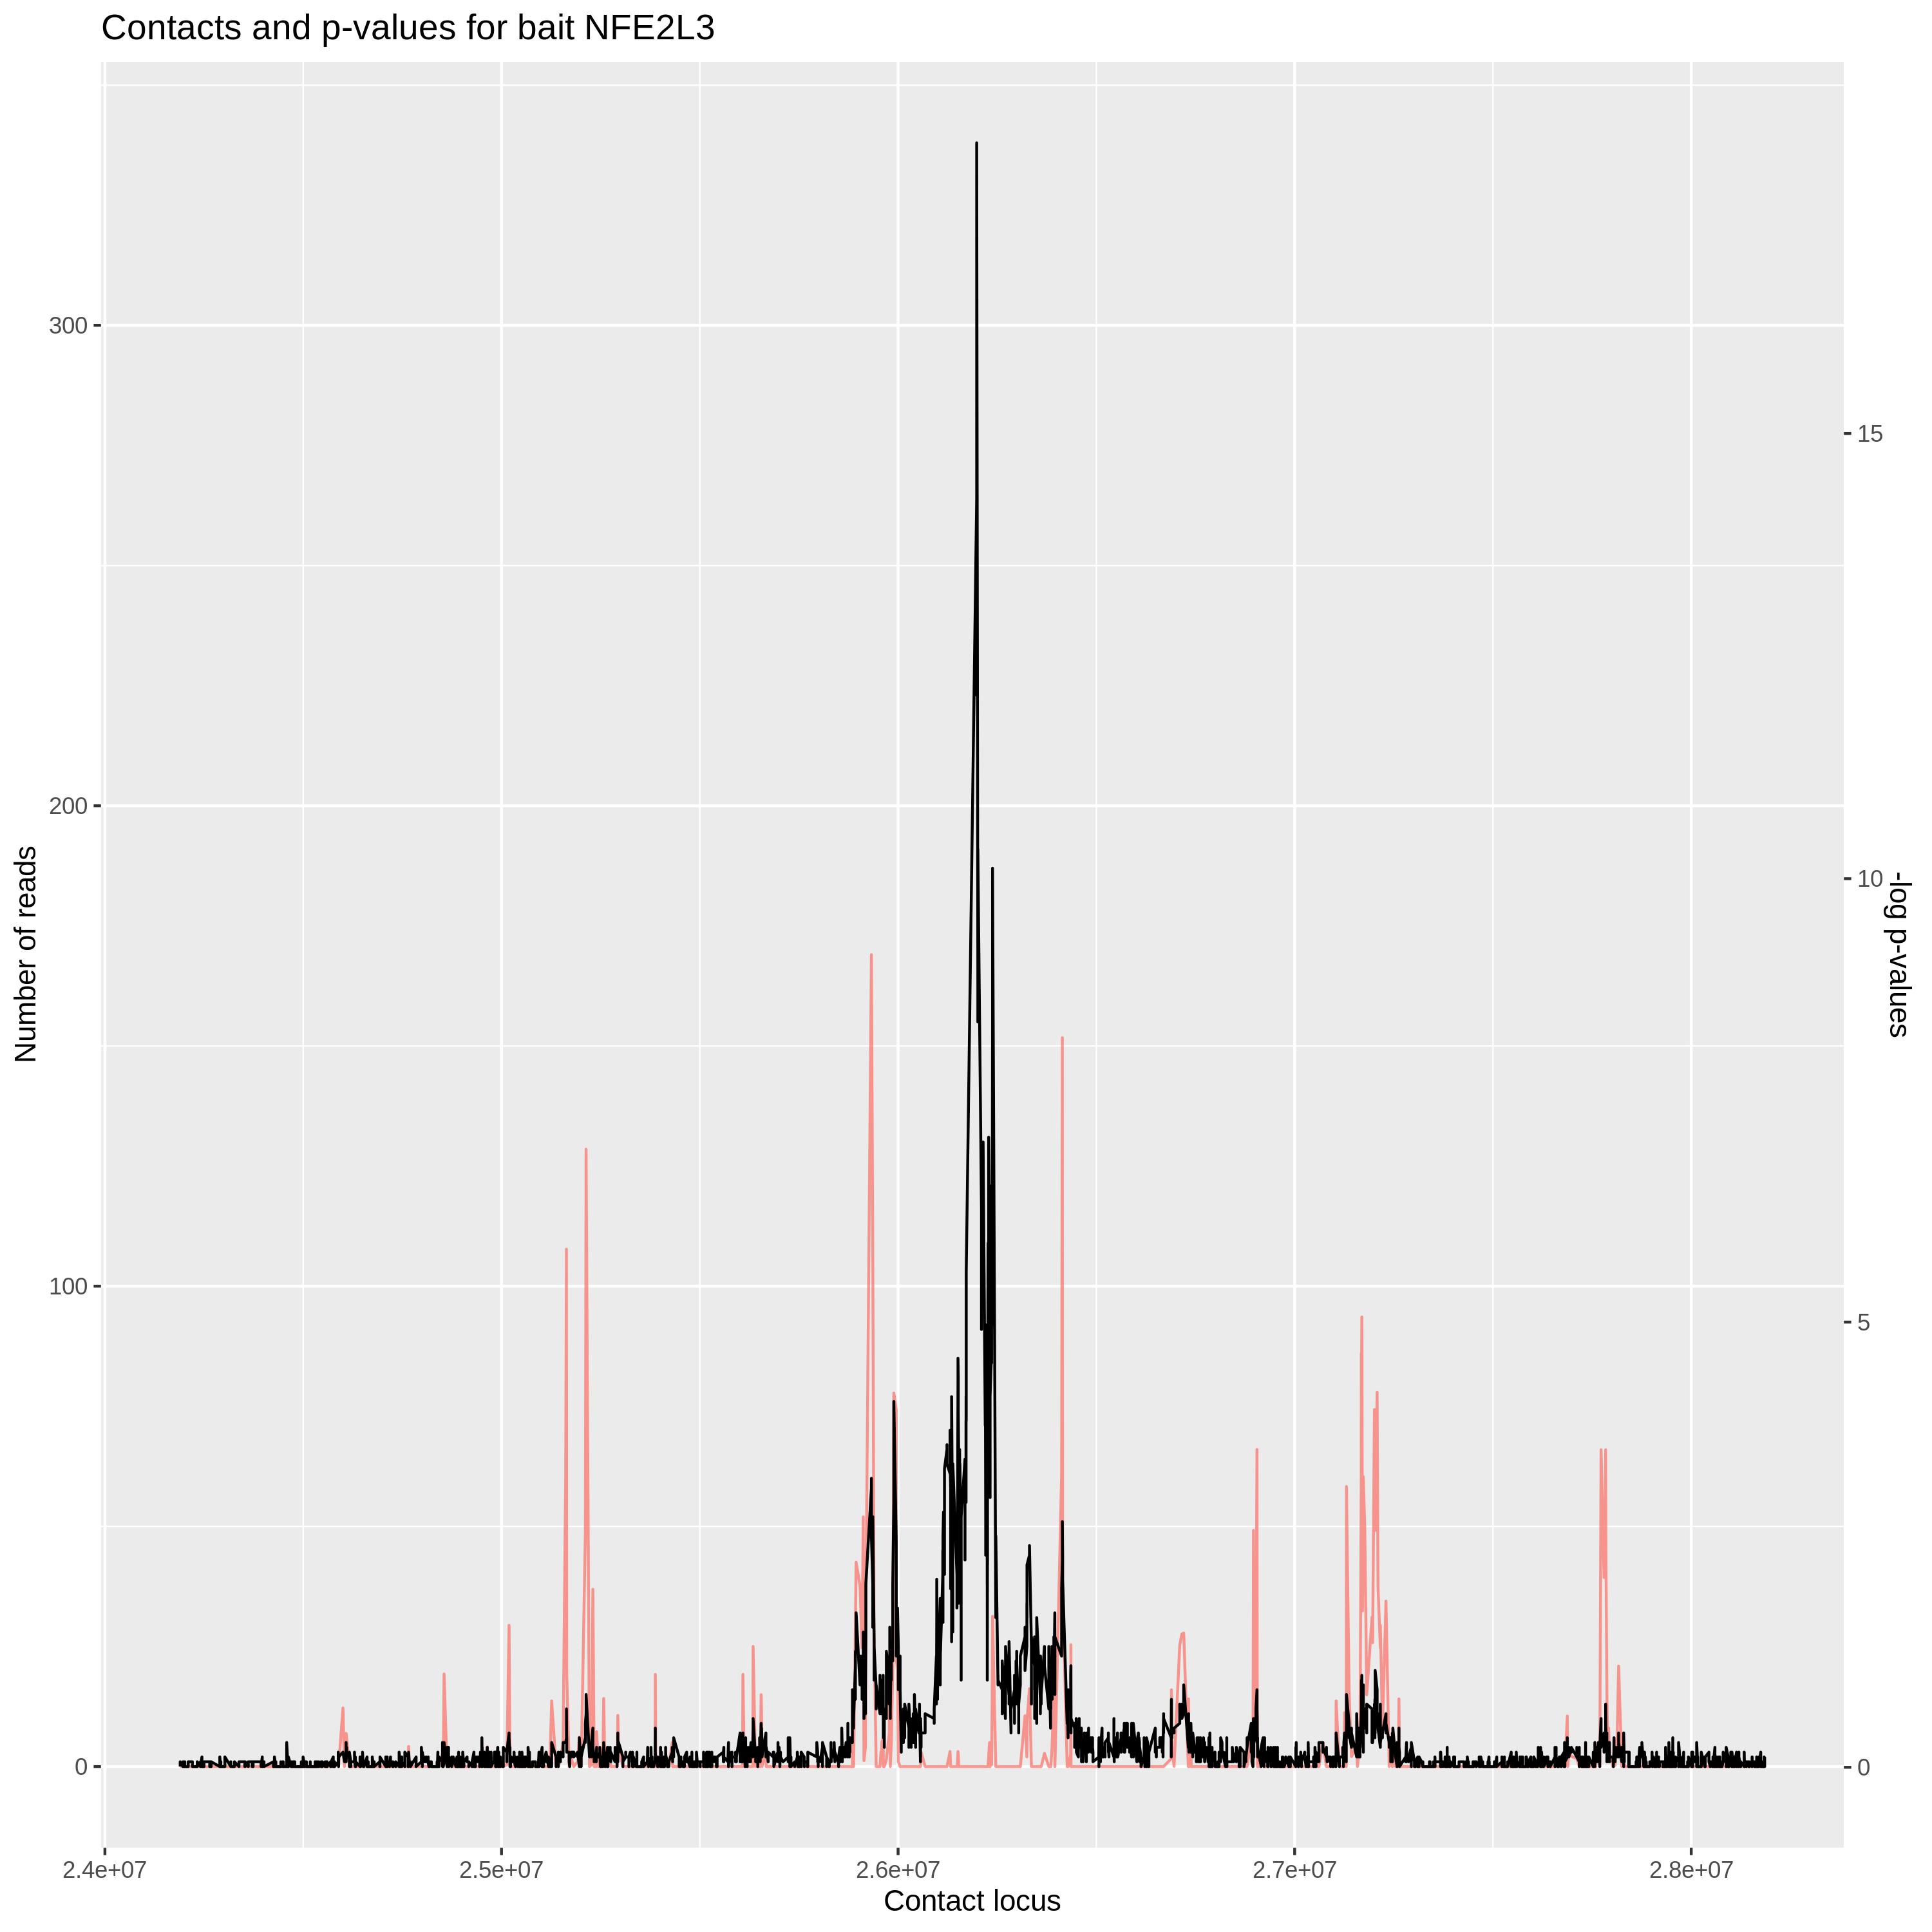 Contacts and p-values for bait NFE2L3
Number of reads
300
200
100
0
15
10
5
0
-log p-values
2.4e+07
2.5e+07
2.6e+07
2.7e+07
2.8e+07
Contact locus